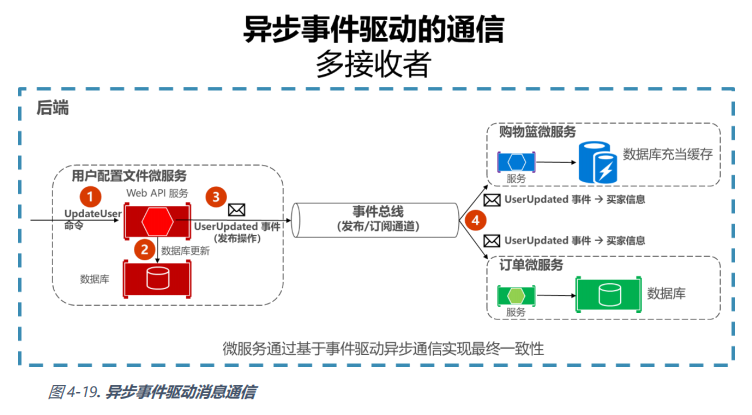 异步事件驱动的通信
多接收者
后端
用户配置文件微服务
Web API 服务
1
UpdateUser
命令
2
数据库更新
数据库
3
UserUpdated 事件
(发布操作)
事件总线
(发布/订阅通道)
4
购物篮微服务
服务
数据库充当缓存
UserUpdated 事件 → 买家信息
UserUpdated 事件 → 买家信息
订单微服务
服务
数据库
微服务通过基于事件驱动异步通信实现最终一致性
图 4-19. 异步事件驱动消息通信